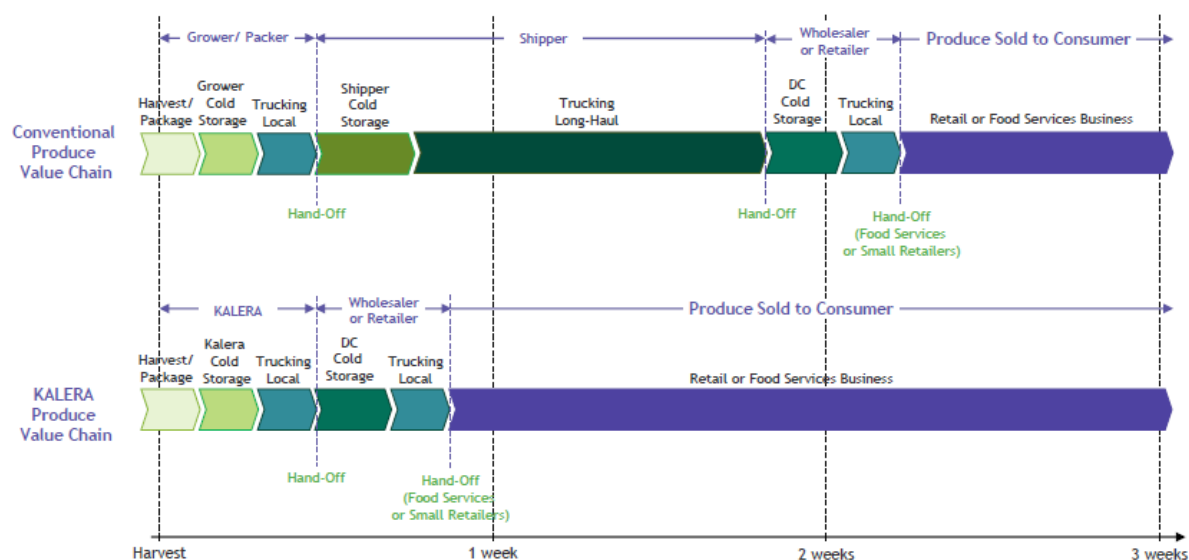 Grower/ Packer
Shipper
Wholesaler
or Retailer
Produce Sold to Consumer
Harvest/
Package
Grower
Cold
Storage
Trucking
Local
Shipper
Cold
Storage
Trucking
Long-Haul
DC
Cold
Storage
Trucking
Local
Retail or Food Services Business
Conventional
Produce
Value Chain
Hand-Off
Hand-Off
Hand-Off
(Food Services
or Small Retailers)
KALERA
Wholesaler
or Retailer
Produce Sold to Consumer
Harvest/
Package
Kalera
Cold
Storage
Trucking
Local
DC
Cold
Storage
Trucking
Local
Retail or Food Services Business
KALERA
Produce
Value Chain
Hand-Off
Hand-Off
(Food Services
or Small Retailers)
Harvest
1 week
2 weeks
3 weeks